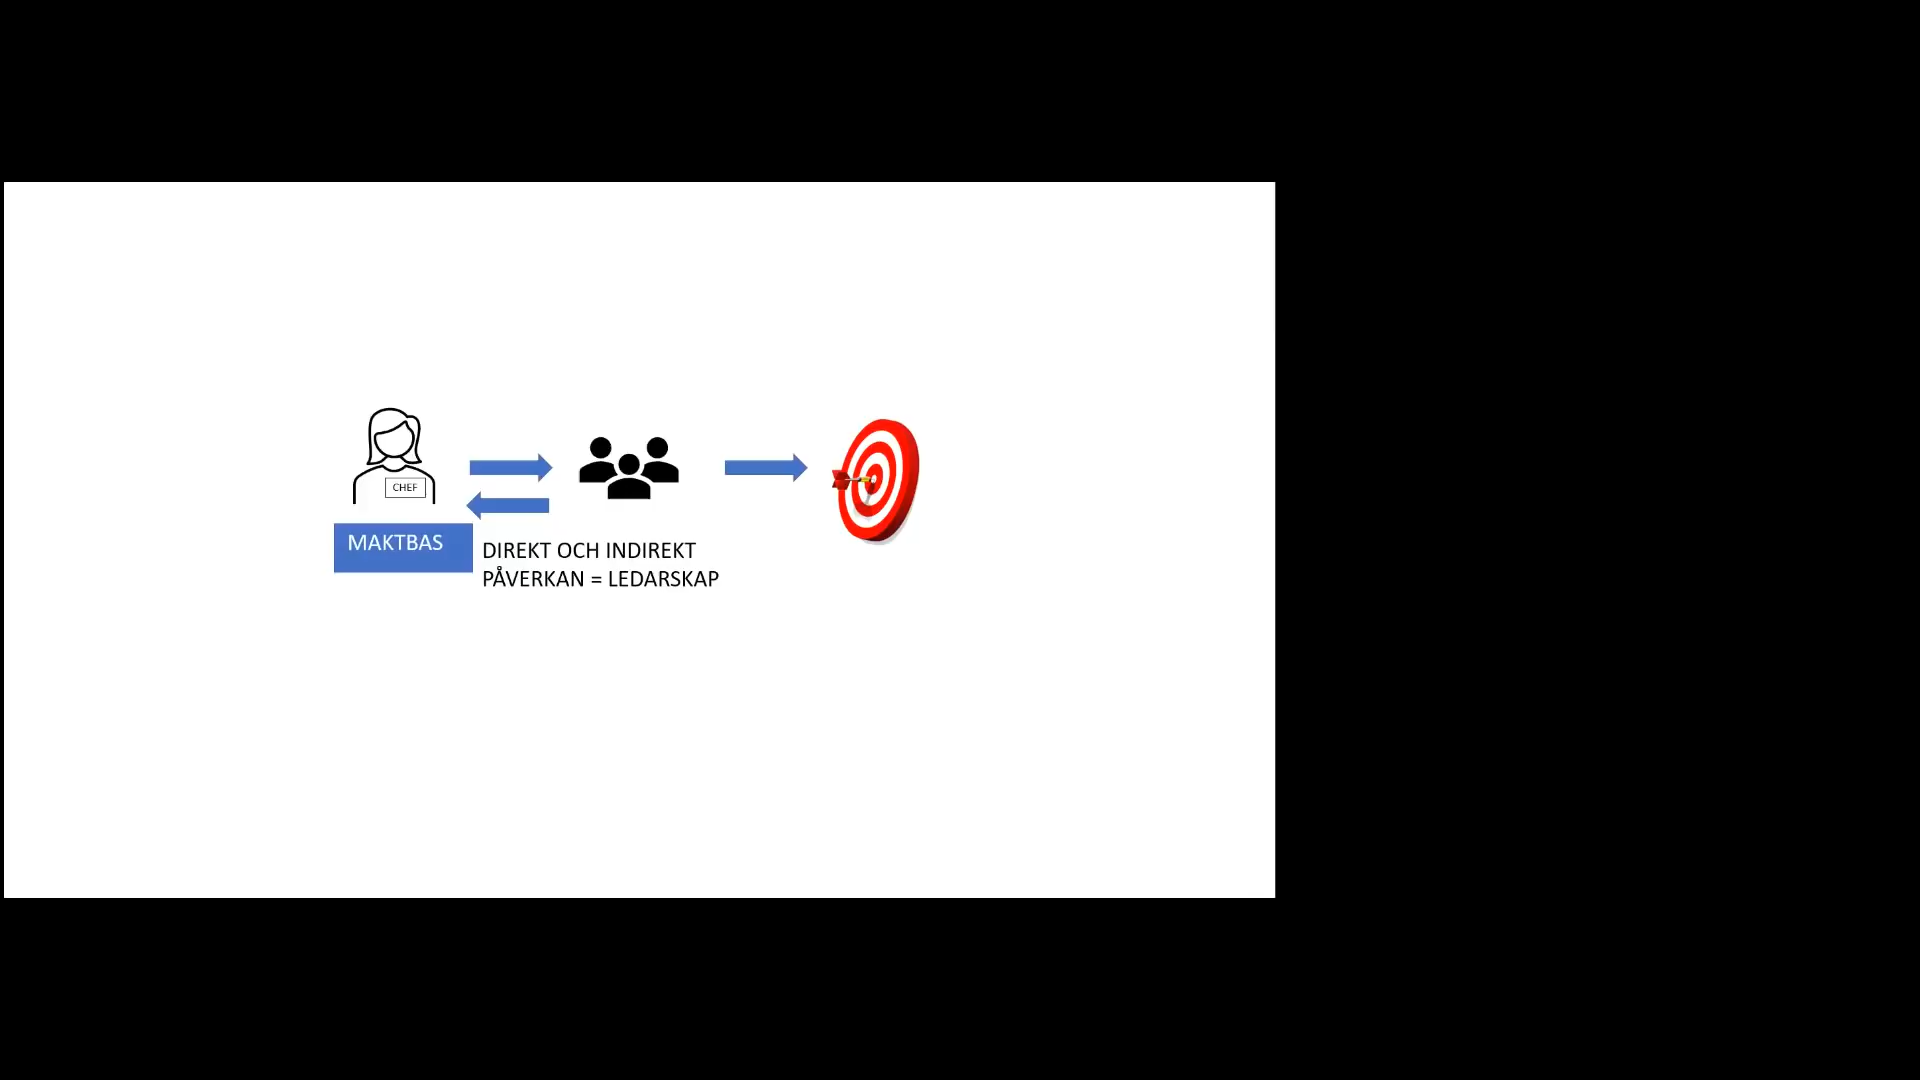 CHEF
MAKTBAS
DIREKT OCH INDIREKT
PÅVERKAN = LEDARSKAP